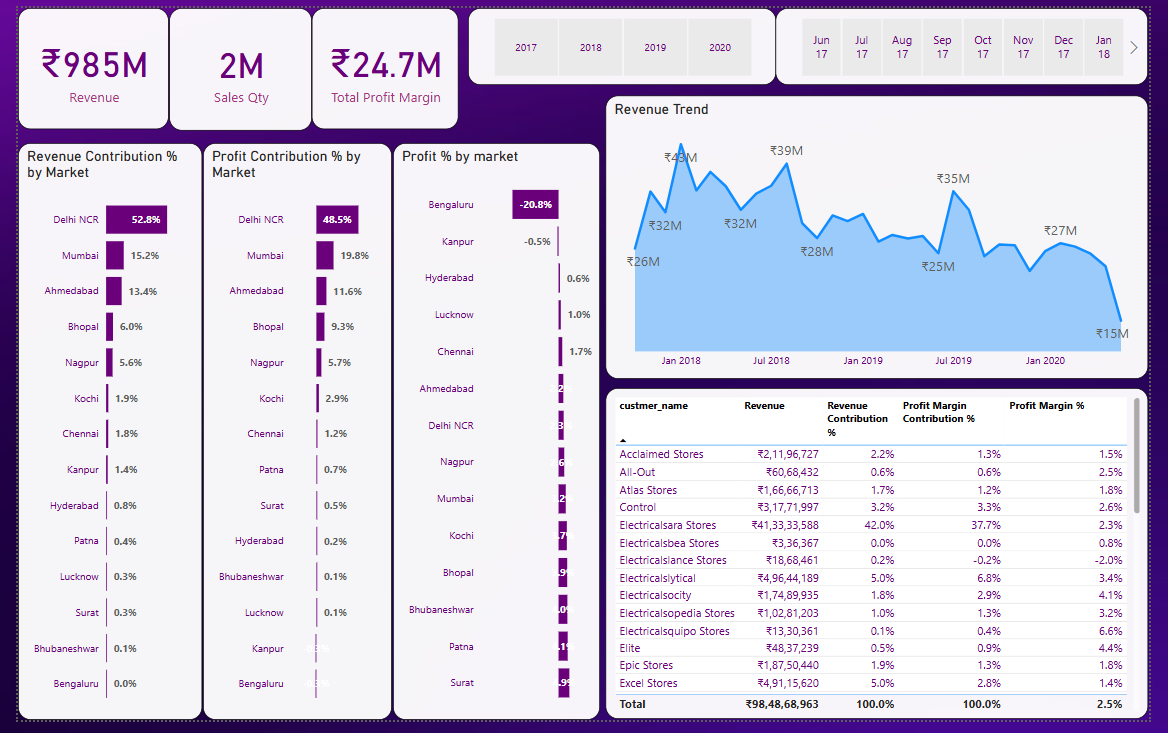 ₹985M
Revenue
2M
Sales Qty
₹24.7M
Total Profit Margin
2017 2018 2019 2020
Jun 17 Jul 17 Aug 17 Sep 17 Oct 17 Nov 17 Dec 17 Jan 18
Revenue Contribution %
by Market
Delhi NCR 52.8%
Mumbai 15.2%
Ahmedabad 13.4%
Bhopal 6.0%
Nagpur 5.6%
Kochi 1.9%
Chennai 1.8%
Kanpur 1.4%
Hyderabad 0.8%
Patna 0.4%
Lucknow 0.3%
Surat 0.3%
Bhubaneshwar 0.1%
Bengaluru 0.0%
Profit Contribution % by
Market
Delhi NCR 48.5%
Mumbai 19.8%
Ahmedabad 11.6%
Bhopal 9.3%
Nagpur 5.7%
Kochi 2.9%
Chennai 1.2%
Patna 0.7%
Surat 0.5%
Hyderabad 0.2%
Bhubaneshwar 0.1%
Lucknow 0.1%
Kanpur
Bengaluru
Profit % by market
Bengaluru -20.8%
Kanpur -0.5%
Hyderabad 0.6%
Lucknow 1.0%
Chennai 1.7%
Ahmedabad
Delhi NCR
Nagpur
Mumbai
Kochi
Bhopal
Bhubaneshwar
Patna
Surat
Revenue Trend
₹43M
₹39M
₹35M
₹32M
₹32M
₹27M
₹28M
₹26M
₹25M
₹15M
Jan 2018 Jul 2018 Jan 2019 Jul 2019 Jan 2020
custmer_name Revenue Revenue Contribution % Profit Margin Contribution % Profit Margin %
Acclaimed Stores ₹2,11,96,727 2.2% 1.3% 1.5%
All-Out ₹60,68,432 0.6% 0.6% 2.5%
Atlas Stores ₹1,66,66,713 1.7% 1.2% 1.8%
Control ₹3,17,71,997 3.2% 3.3% 2.6%
Electricalsara Stores ₹41,33,33,588 42.0% 37.7% 2.3%
Electricalsbea Stores ₹3,36,367 0.0% 0.0% 0.8%
Electricalslance Stores ₹18,68,461 0.2% -0.2% -2.0%
Electricalslytical ₹4,96,44,189 5.0% 6.8% 3.4%
Electricalsocity ₹1,74,89,935 1.8% 2.9% 4.1%
Electricalsopedia Stores ₹1,02,81,203 1.0% 1.3% 3.2%
Electricalsquipo Stores ₹13,30,361 0.1% 0.4% 6.6%
Elite ₹48,37,239 0.5% 0.9% 4.4%
Epic Stores ₹1,87,50,440 1.9% 1.3% 1.8%
Excel Stores ₹4,91,15,620 5.0% 2.8% 1.4%
Total ₹98,48,68,963 100.0% 100.0% 2.5%